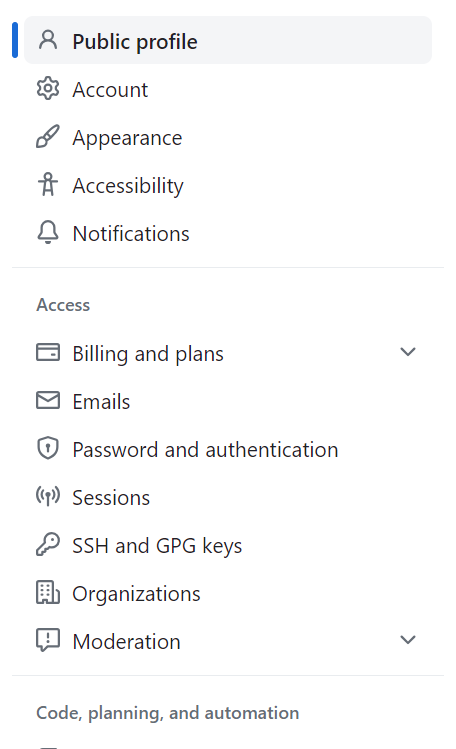 Public profile
Account
Appearance
Accessibility
Notifications
Access
Billing and plans
Emails
Password and authentication
Sessions
SSH and GPG keys
Organizations
Moderation
Code, planning, and automation